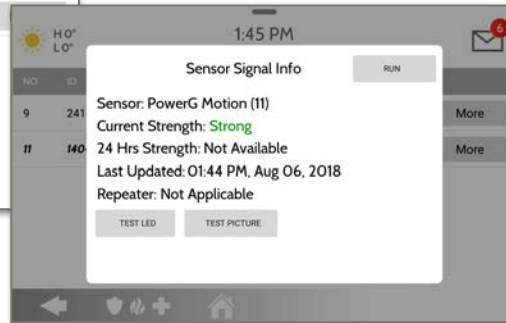 H 0°
L 0°
1:45 PM
6
NO ID
Sensor Signal Info
RUN
Sensor: PowerG Motion (11)
Current Strength: Strong
24 Hrs Strength: Not Available
Last Updated: 01:44 PM, Aug 06, 2018
Repeater: Not Applicable
TEST LED TEST PICTURE
9 241 More
11 140 More